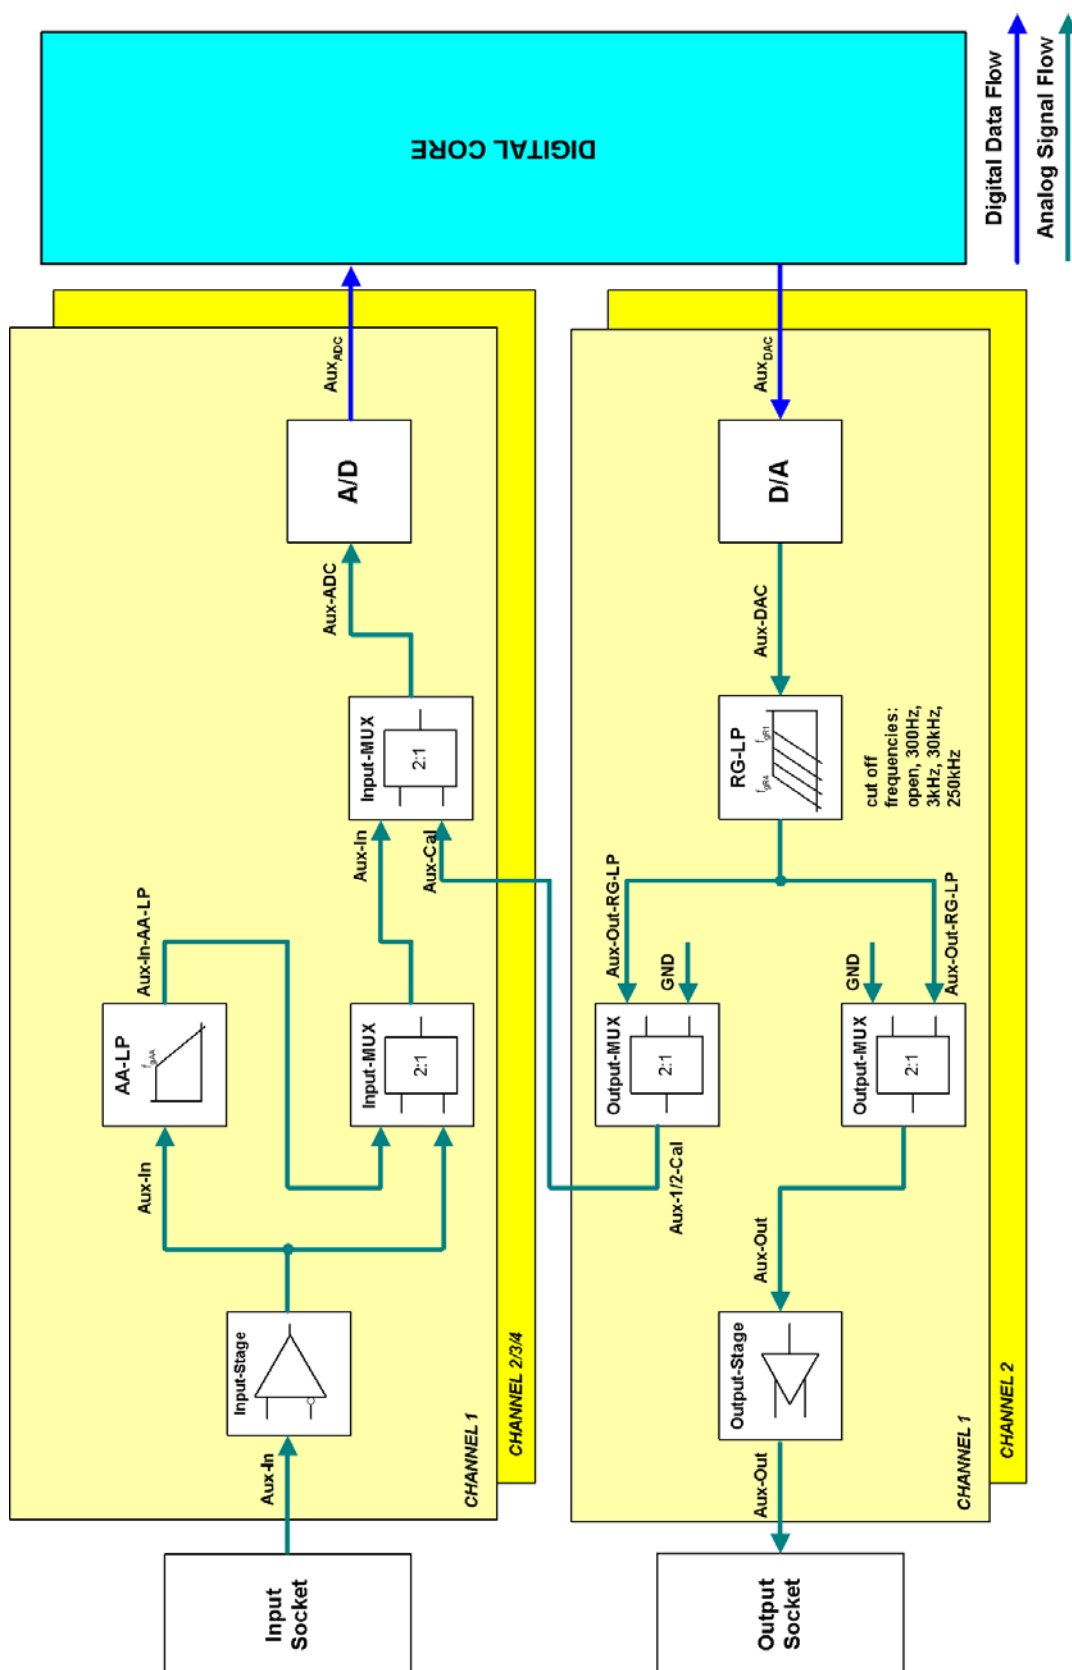 DIGITAL CORE
Digital Data Flow
Analog Signal Flow
Input
Socket
Aux-In
Input-Stage
Aux-In
AA-LP
fgAA
Aux-In-AA-LP
Input-MUX
2:1
Aux-In
Aux-Cal
Input-MUX
2:1
Aux-ADC
A/D
AuxADC
CHANNEL 1
CHANNEL 2/3/4
AuxDAC
D/A
Aux-DAC
RG-LP
fgR4
fgR1
cut off
frequencies:
open, 300Hz,
3kHz, 30kHz,
250kHz
Aux-Out-RG-LP
GND
Output-MUX
2:1
Aux-1/2-Cal
GND
Aux-Out-RG-LP
Output-MUX
2:1
Aux-Out
Output-Stage
Aux-Out
Output
Socket
CHANNEL 1
CHANNEL 2